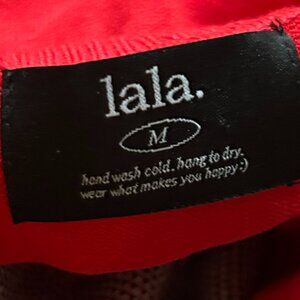 lala.
M
hand wash cold. hang to dry.
wear what makes you happy:)